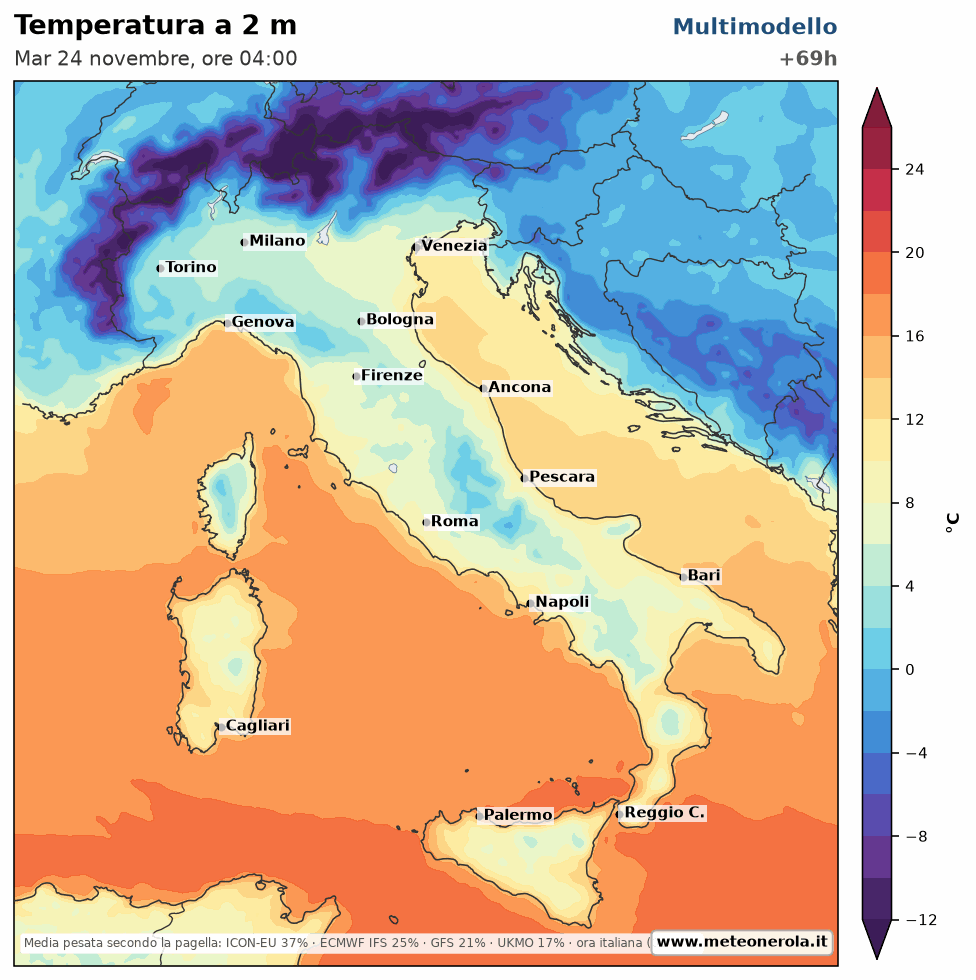 Temperatura a 2 m
Multimodello
Mar 24 novembre, ore 04:00
+69h
24
20
16
12
8
4
0
−4
−8
−12
°C
Milano
Venezia
Torino
Genova
Bologna
Firenze
Ancona
Pescara
Roma
Bari
Napoli
Cagliari
Palermo
Reggio C.
Media pesata secondo la pagella: ICON-EU 37% · ECMWF IFS 25% · GFS 21% · UKMO 17% · ora italiana (
www.meteonerola.it